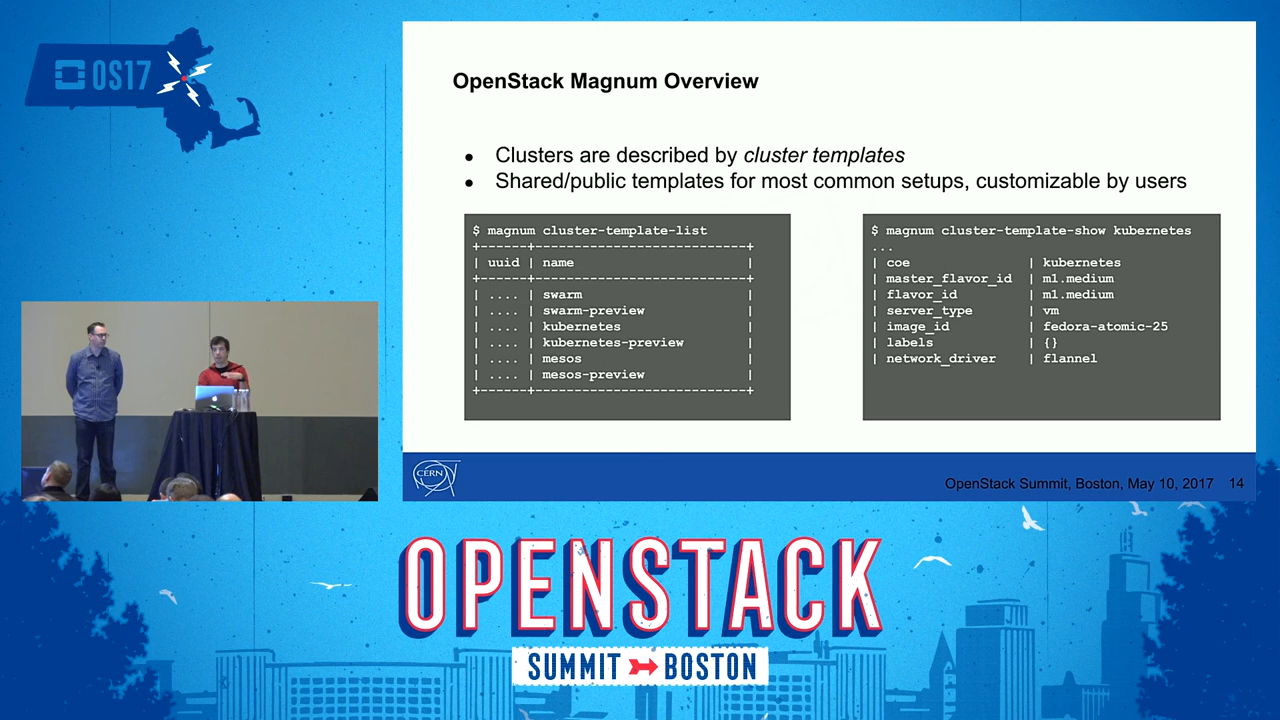 OS17
OpenStack Magnum Overview
● Clusters are described by cluster templates
● Shared/public templates for most common setups, customizable by users
$ magnum cluster-template-list
+------+---------------------------+
| uuid | name |
+------+---------------------------+
| .... | swarm |
| .... | swarm-preview |
| .... | kubernetes |
| .... | kubernetes-preview |
| .... | mesos |
| .... | mesos-preview |
+------+---------------------------+
$ magnum cluster-template-show kubernetes
...
| coe | kubernetes
| master_flavor_id | m1.medium
| flavor_id | m1.medium
| server_type | vm
| image_id | fedora-atomic-25
| labels | {}
| network_driver | flannel
CERN
OpenStack Summit, Boston, May 10, 2017 14
OPENSTACK
SUMMIT BOSTON